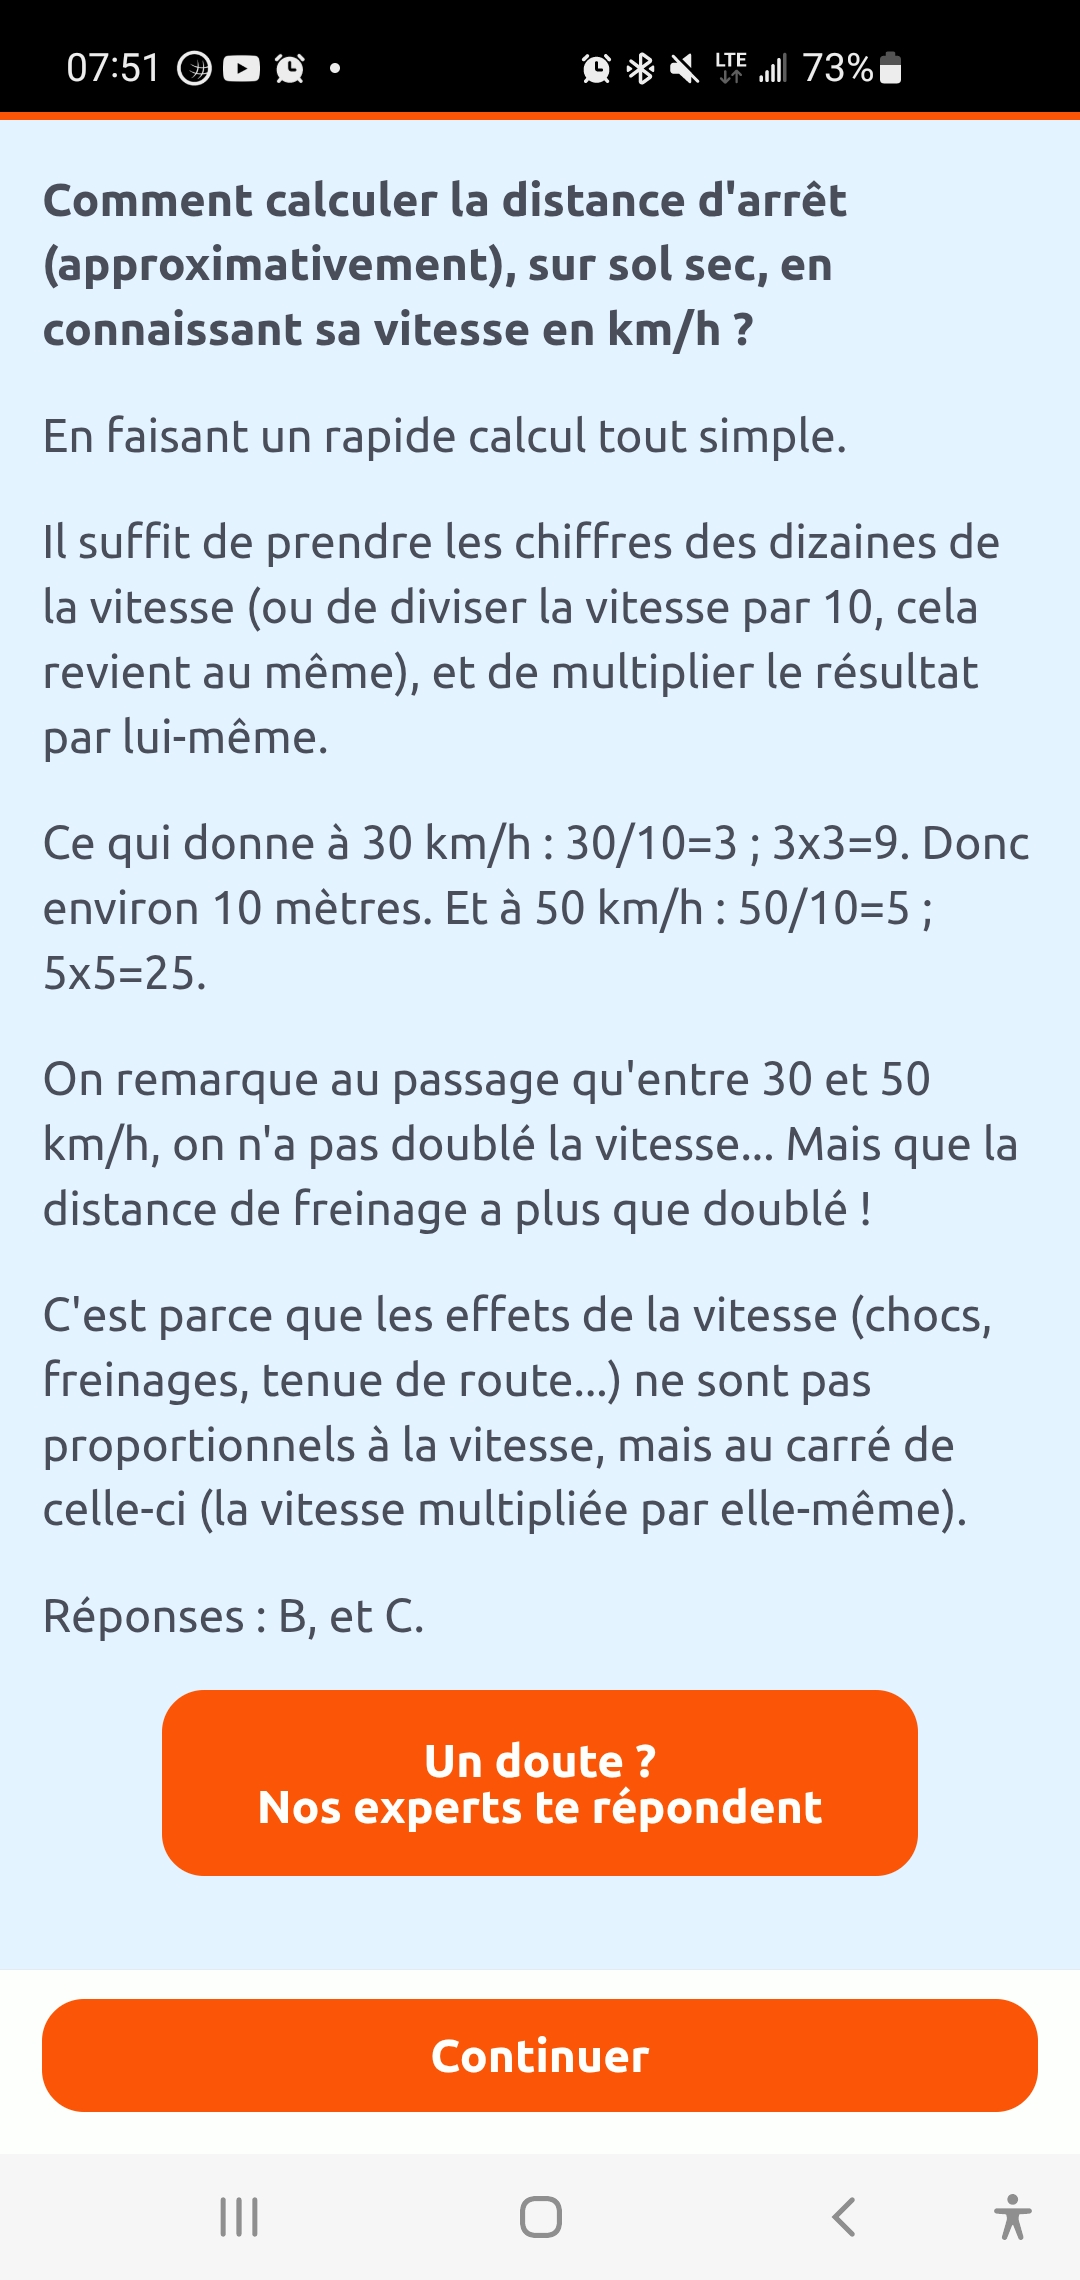 07:51
LTE
73%
Comment calculer la distance d'arrêt
(approximativement), sur sol sec, en
connaissant sa vitesse en km/h ?
En faisant un rapide calcul tout simple.
Il suffit de prendre les chiffres des dizaines de
la vitesse (ou de diviser la vitesse par 10, cela
revient au même), et de multiplier le résultat
par lui-même.
Ce qui donne à 30 km/h : 30/10=3 ; 3x3=9. Donc
environ 10 mètres. Et à 50 km/h : 50/10=5 ;
5x5=25.
On remarque au passage qu'entre 30 et 50
km/h, on n'a pas doublé la vitesse... Mais que la
distance de freinage a plus que doublé !
C'est parce que les effets de la vitesse (chocs,
freinages, tenue de route...) ne sont pas
proportionnels à la vitesse, mais au carré de
celle-ci (la vitesse multipliée par elle-même).
Réponses : B, et C.
Un doute ?
Nos experts te répondent
Continuer